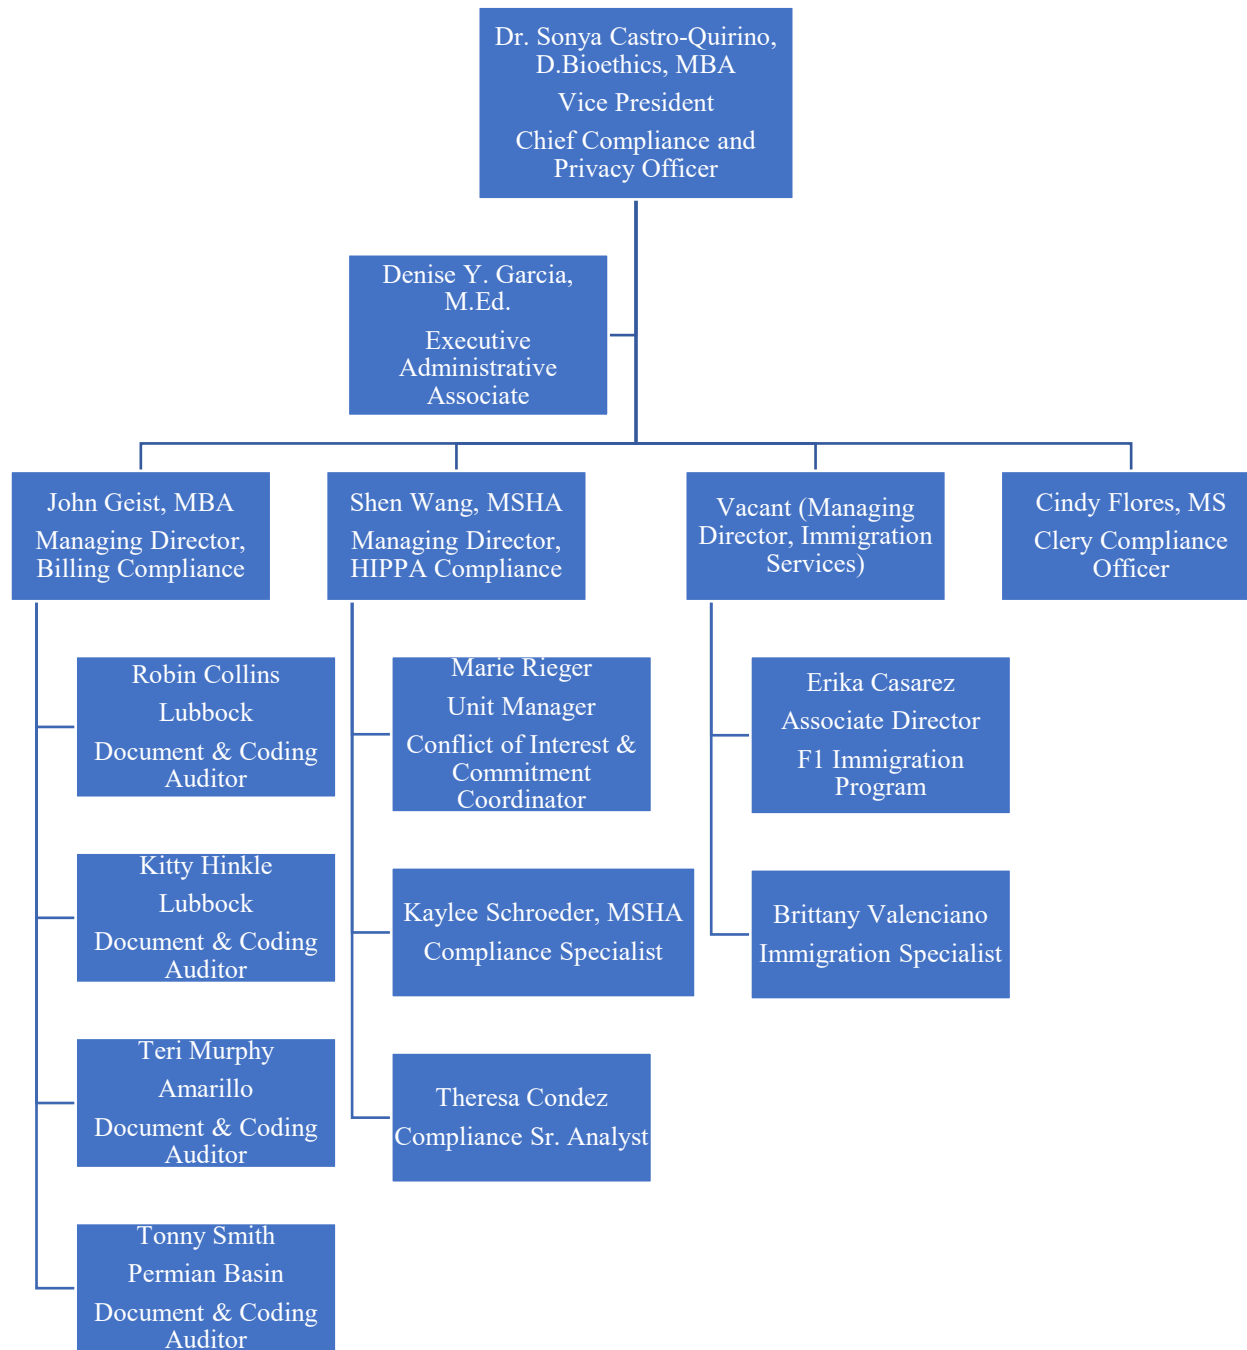 Dr. Sonya Castro-Quirino,
D.Bioethics, MBA
Vice President
Chief Compliance and
Privacy Officer
Denise Y. Garcia,
M.Ed.
Executive
Administrative
Associate
John Geist, MBA
Managing Director,
Billing Compliance
Shen Wang, MSHA
Managing Director,
HIPPA Compliance
Vacant (Managing
Director, Immigration
Services)
Cindy Flores, MS
Clery Compliance
Officer
Robin Collins
Lubbock
Document & Coding
Auditor
Kitty Hinkle
Lubbock
Document & Coding
Auditor
Teri Murphy
Amarillo
Document & Coding
Auditor
Tonny Smith
Permian Basin
Document & Coding
Auditor
Marie Rieger
Unit Manager
Conflict of Interest &
Commitment
Coordinator
Kaylee Schroeder, MSHA
Compliance Specialist
Theresa Condez
Compliance Sr. Analyst
Erika Casarez
Associate Director
F1 Immigration
Program
Brittany Valenciano
Immigration Specialist